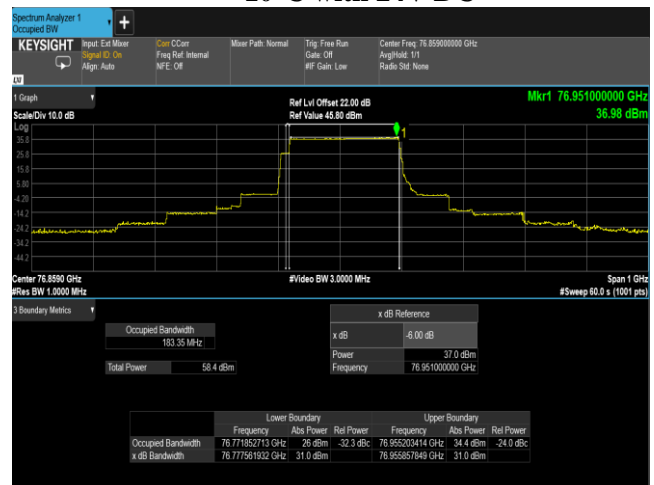 Spectrum Analyzer 1
Occupied BW
KEYSIGHT
Input: Ext Mixer
Signal ID: On
Align: Auto
Corr CCorr
Freq Ref: Internal
NFE: Off
Mixer Path: Normal
Trig: Free Run
Gate: Off
#IF Gain: Low
Center Freq: 76.859000000 GHz
Avg|Hold: 1/1
Radio Std: None
LXI
1 Graph
Scale/Div 10.0 dB
Ref Lvl Offset 22.00 dB
Ref Value 45.80 dBm
Mkr1 76.951000000 GHz
36.98 dBm
Log
1
35.8
25.8
15.8
5.80
-4.20
-14.2
-24.2
-34.2
-44.2
Center 76.8590 GHz #Video BW 3.0000 MHz Span 1 GHz
#Res BW 1.0000 MHz #Sweep 60.0 s (1001 pts)
3 Boundary Metrics
Occupied Bandwidth
183.35 MHz
Total Power 58.4 dBm
x dB Reference
x dB -6.00 dB
Power 37.0 dBm
Frequency 76.951000000 GHz
Lower Boundary Upper Boundary
Frequency Abs Power Rel Power Frequency Abs Power Rel Power
Occupied Bandwidth 76.771852713 GHz 26 dBm -32.3 dBc 76.955203414 GHz 34.4 dBm -24.0 dBc
x dB Bandwidth 76.777561932 GHz 31.0 dBm 76.955857849 GHz 31.0 dBm